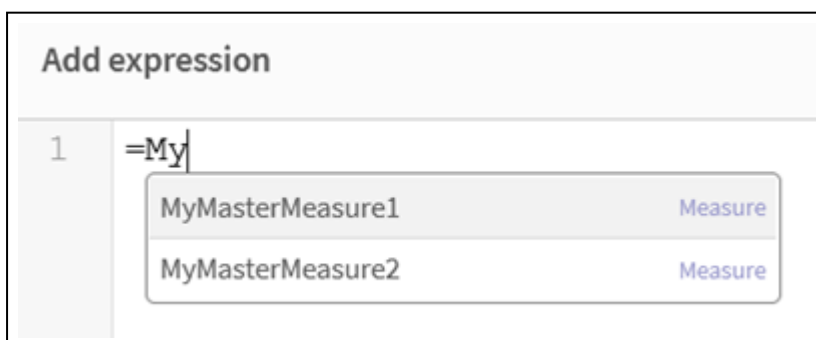 Add expression
1 =My
MyMasterMeasure1 Measure
MyMasterMeasure2 Measure